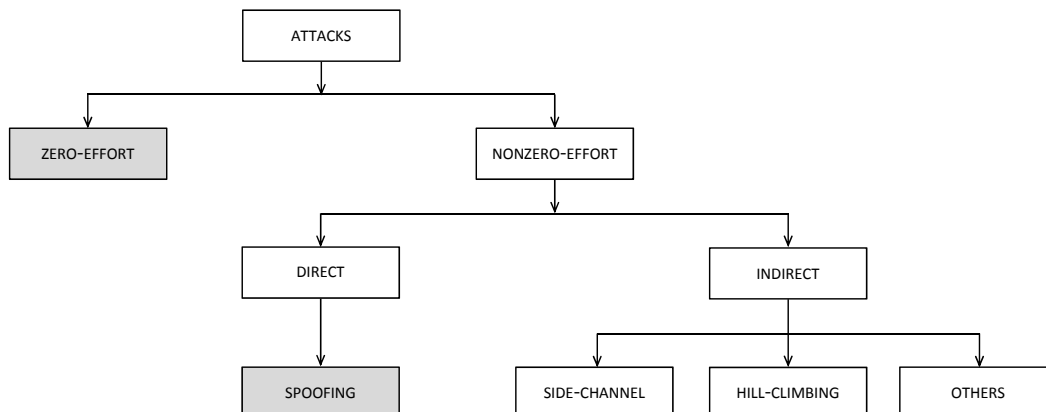 ATTACKS
ZERO-EFFORT
NONZERO-EFFORT
DIRECT
INDIRECT
SPOOFING
SIDE-CHANNEL
HILL-CLIMBING
OTHERS